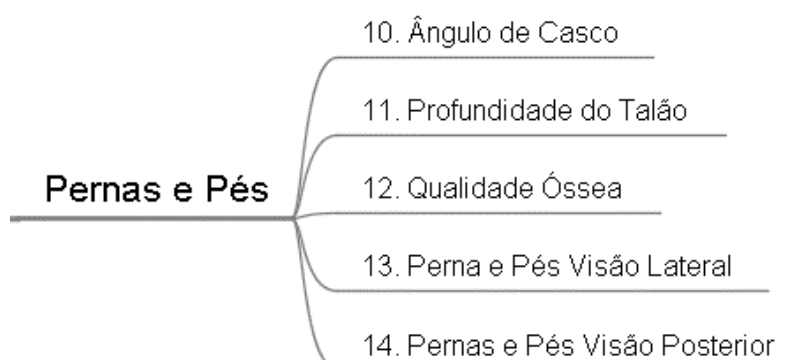 10. Ângulo de Casco
11. Profundidade do Talão
Pernas e Pés
12. Qualidade Óssea
13. Perna e Pés Visão Lateral
14. Pernas e Pés Visão Posterior